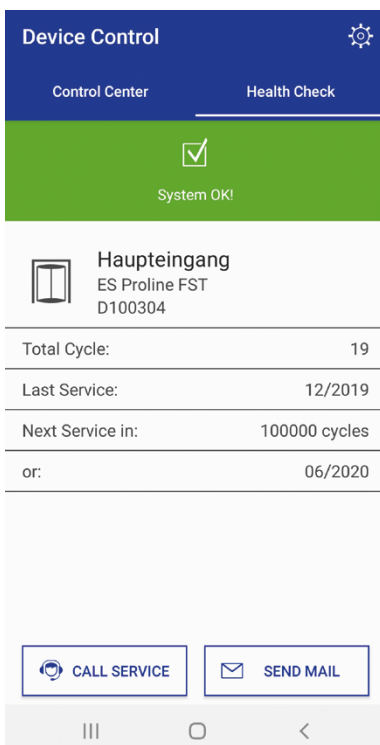 Device Control
Control Center
Health Check
System OK!
Haupteingang
ES Proline FST
D100304
Total Cycle: 19
Last Service: 12/2019
Next Service in: 100000 cycles
or: 06/2020
CALL SERVICE
SEND MAIL